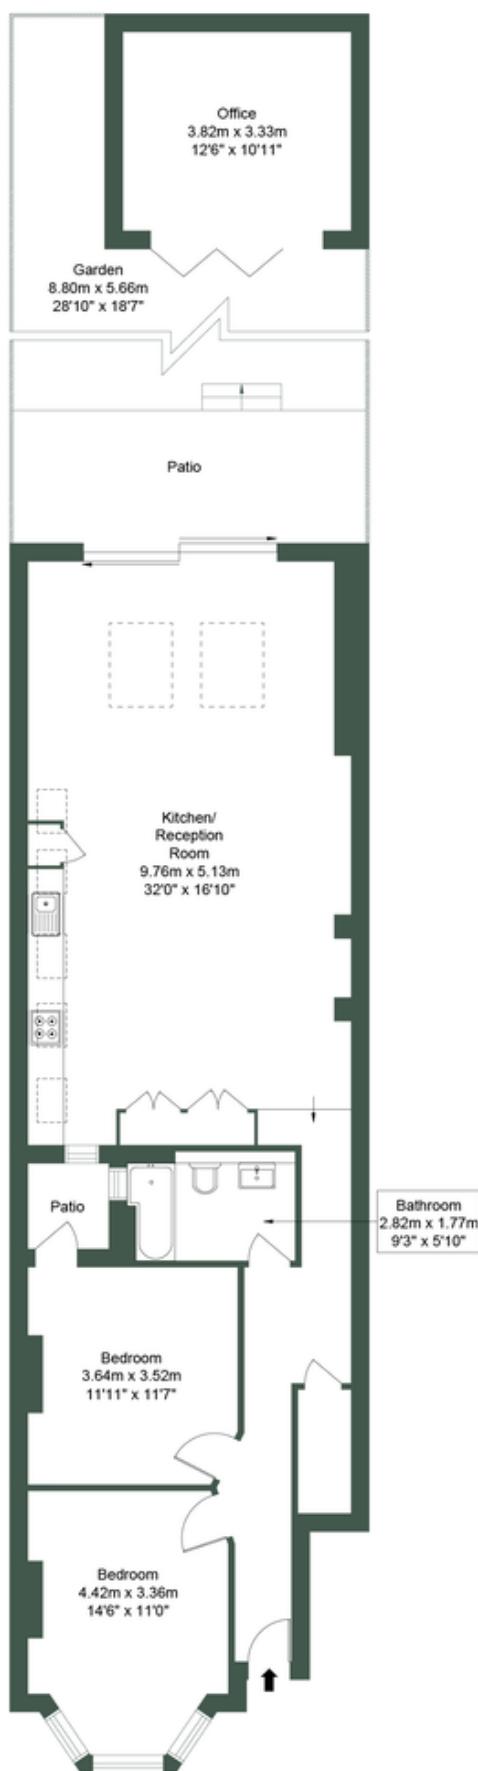 Office
3.82m x 3.33m
12'6" x 10'11"
Garden
8.80m x 5.66m
28'10" x 18'7"
Patio
Kitchen/
Reception
Room
9.76m x 5.13m
32'0" x 16'10"
Patio
Bathroom
2.82m x 1.77m
9'3" x 5'10"
Bedroom
3.64m x 3.52m
11'11" x 11'7"
Bedroom
4.42m x 3.36m
14'6" x 11'0"